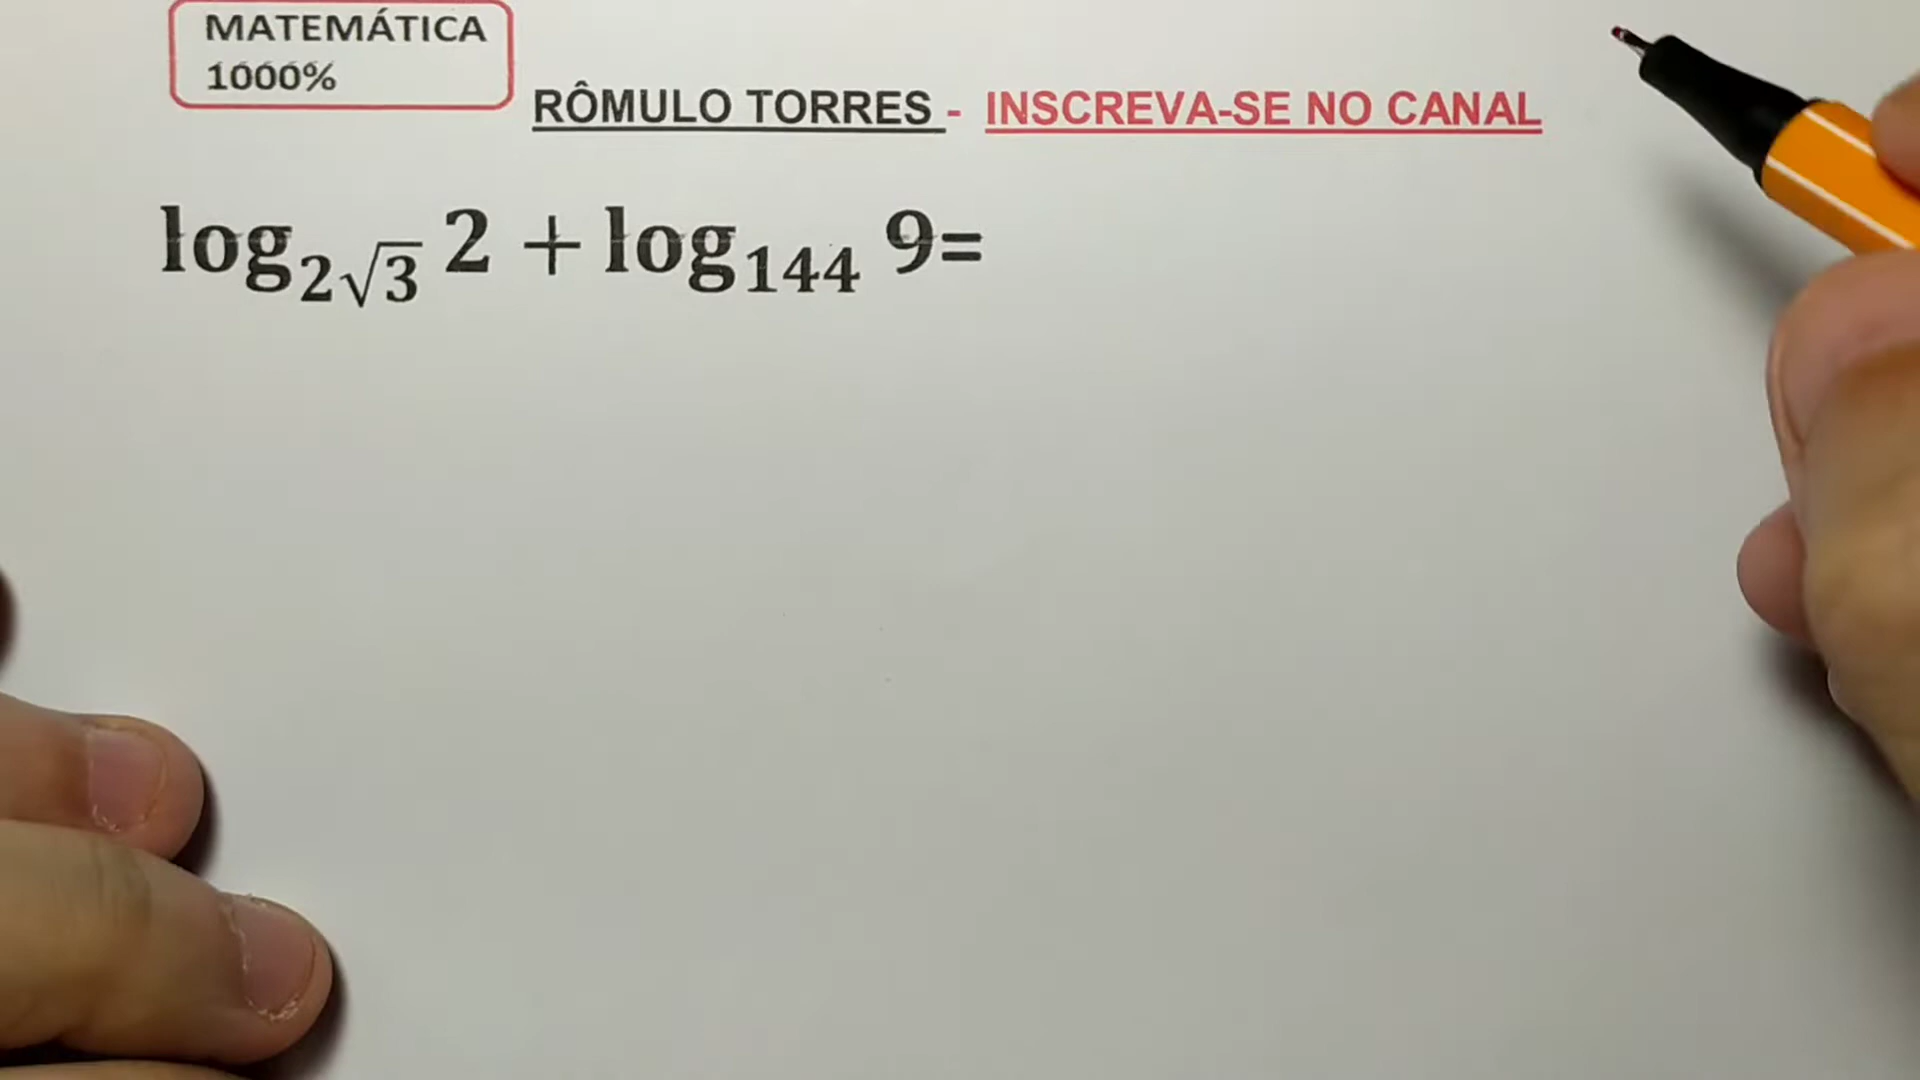 MATEMÁTICA
1000%
RÔMULO TORRES - INSCREVA-SE NO CANAL
log₂√₃ 2 + log₁₄₄ 9=